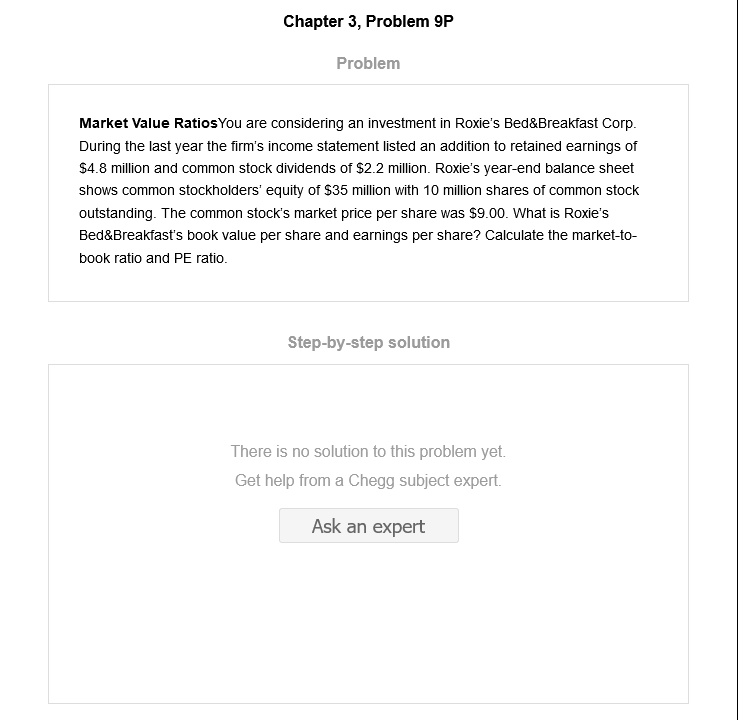 Chapter 3, Problem 9P
Problem
Market Value RatiosYou are considering an investment in Roxie's Bed&Breakfast Corp.
During the last year the firm's income statement listed an addition to retained earnings of
$4.8 million and common stock dividends of $2.2 million. Roxie's year-end balance sheet
shows common stockholders' equity of $35 million with 10 million shares of common stock
outstanding. The common stock's market price per share was $9.00. What is Roxie's
Bed&Breakfast's book value per share and earnings per share? Calculate the market-to-
book ratio and PE ratio.
Step-by-step solution
There is no solution to this problem yet.
Get help from a Chegg subject expert.
Ask an expert